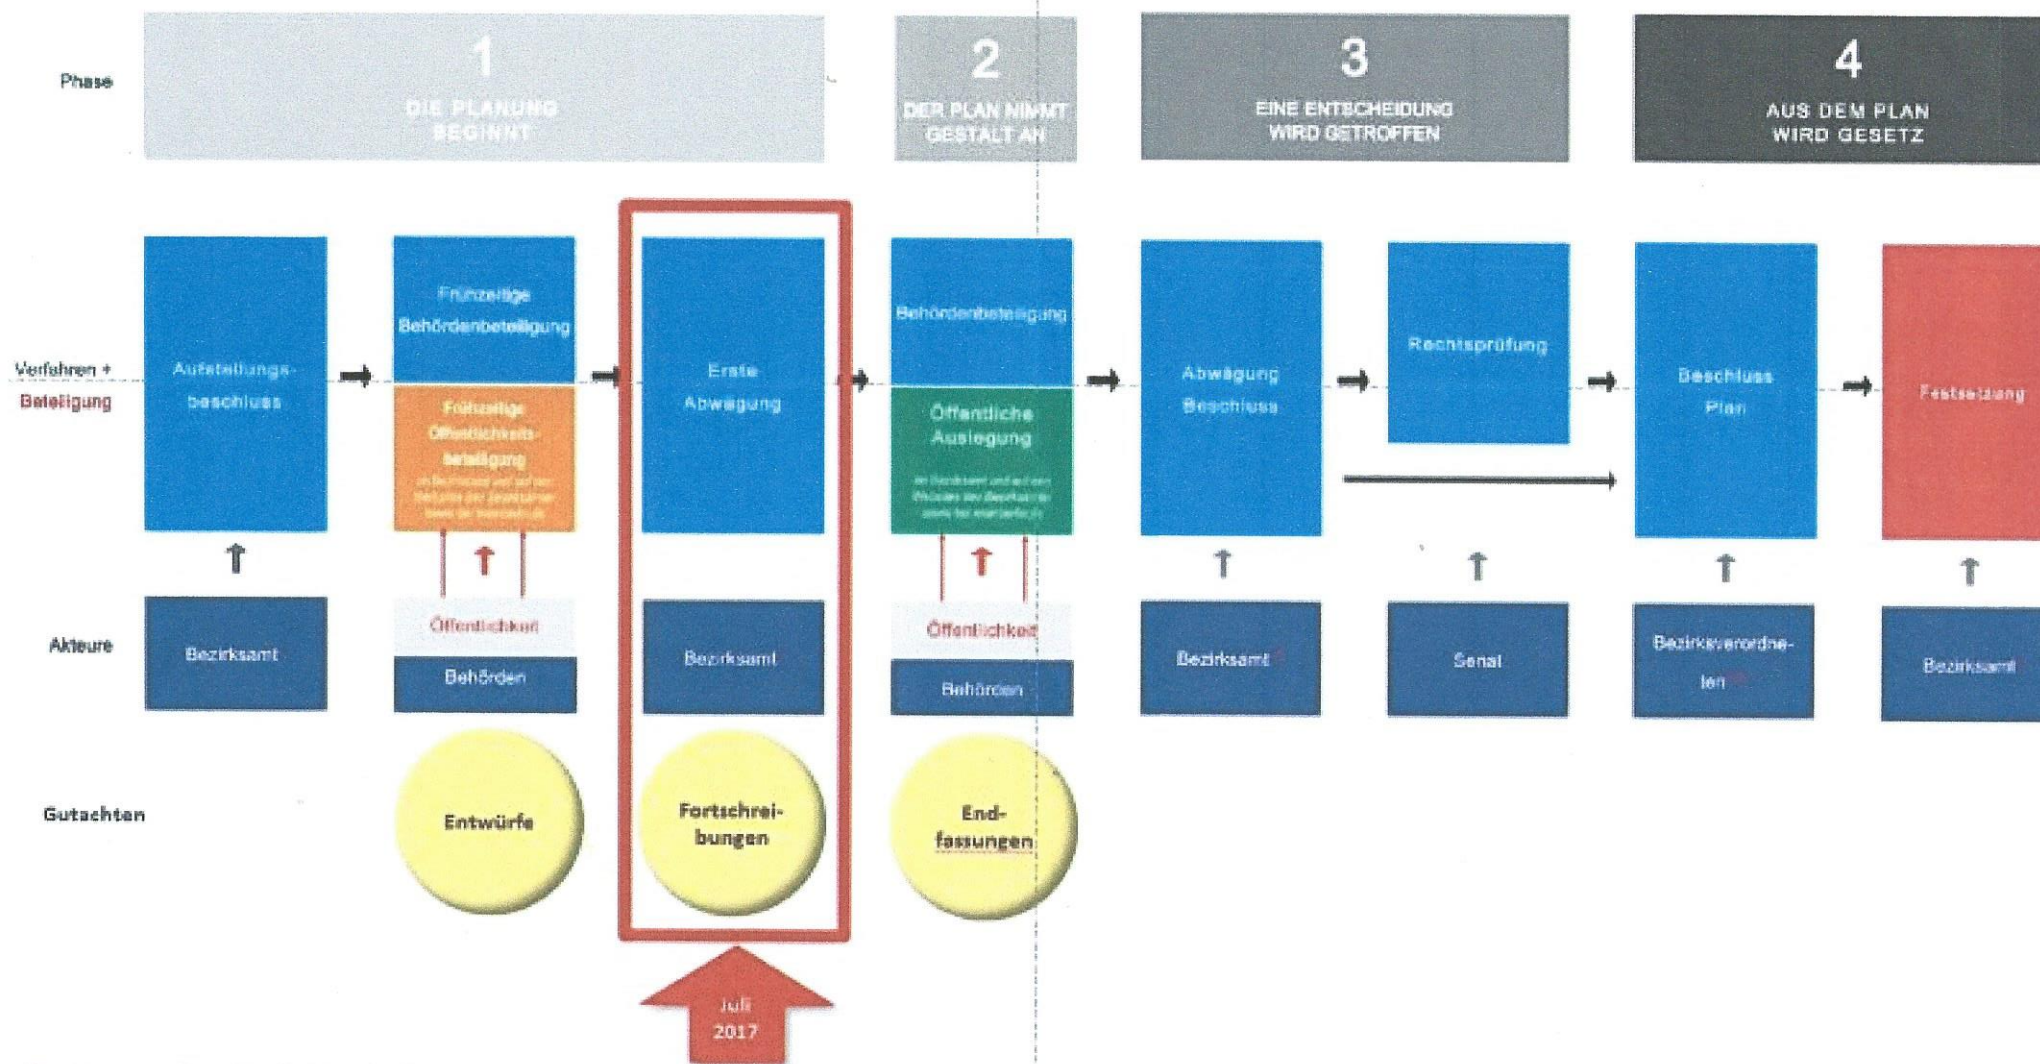 Phase
1
DIE PLANUNG
BEGINNT
2
DER PLAN NIMMT
GESTALT AN
3
EINE ENTSCHEIDUNG
WIRD GETROFFEN
4
AUS DEM PLAN
WIRD GESETZ
Verfahren +
Beteiligung
Aufstellungs-
beschluss
Frühzeitige
Behördenbeteiligung
Frühzeitige
Öffentlichkeits-
beteiligung
Erste
Abwägung
Behördenbeteiligung
Öffentliche
Auslegung
Abwägung
Beschluss
Rechtsprüfung
Beschluss
Plan
Festsetzung
Akteure
Bezirksamt
Öffentlichkeit
Behörden
Bezirksamt
Öffentlichkeit
Behörden
Bezirksamt
Senat
Bezirksverordne-
ten
Bezirksamt
Gutachten
Entwürfe
Fortschrei-
bungen
End-
fassungen
Juli
2017